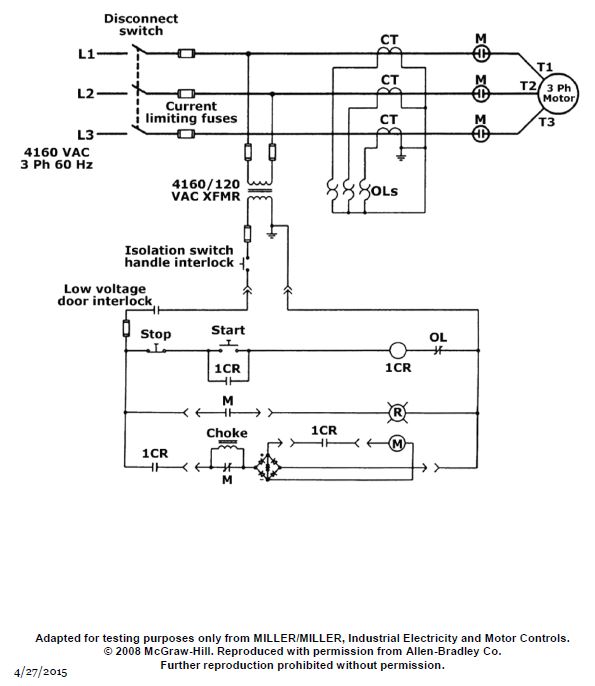 Disconnect
switch
L1
CT
M
T1
L2
Current
limiting fuses
CT
M
T2
3 Ph
Motor
L3
CT
M
T3
4160 VAC
3 Ph 60 Hz
4160/120
VAC XFMR
OLs
Isolation switch
handle interlock
Low voltage
door interlock
Stop
Start
1CR
1CR
OL
M
R
Choke
1CR
M
1CR
M
Adapted for testing purposes only from MILLER/MILLER, Industrial Electricity and Motor Controls.
© 2008 McGraw-Hill. Reproduced with permission from Allen-Bradley Co.
Further reproduction prohibited without permission.
4/27/2015